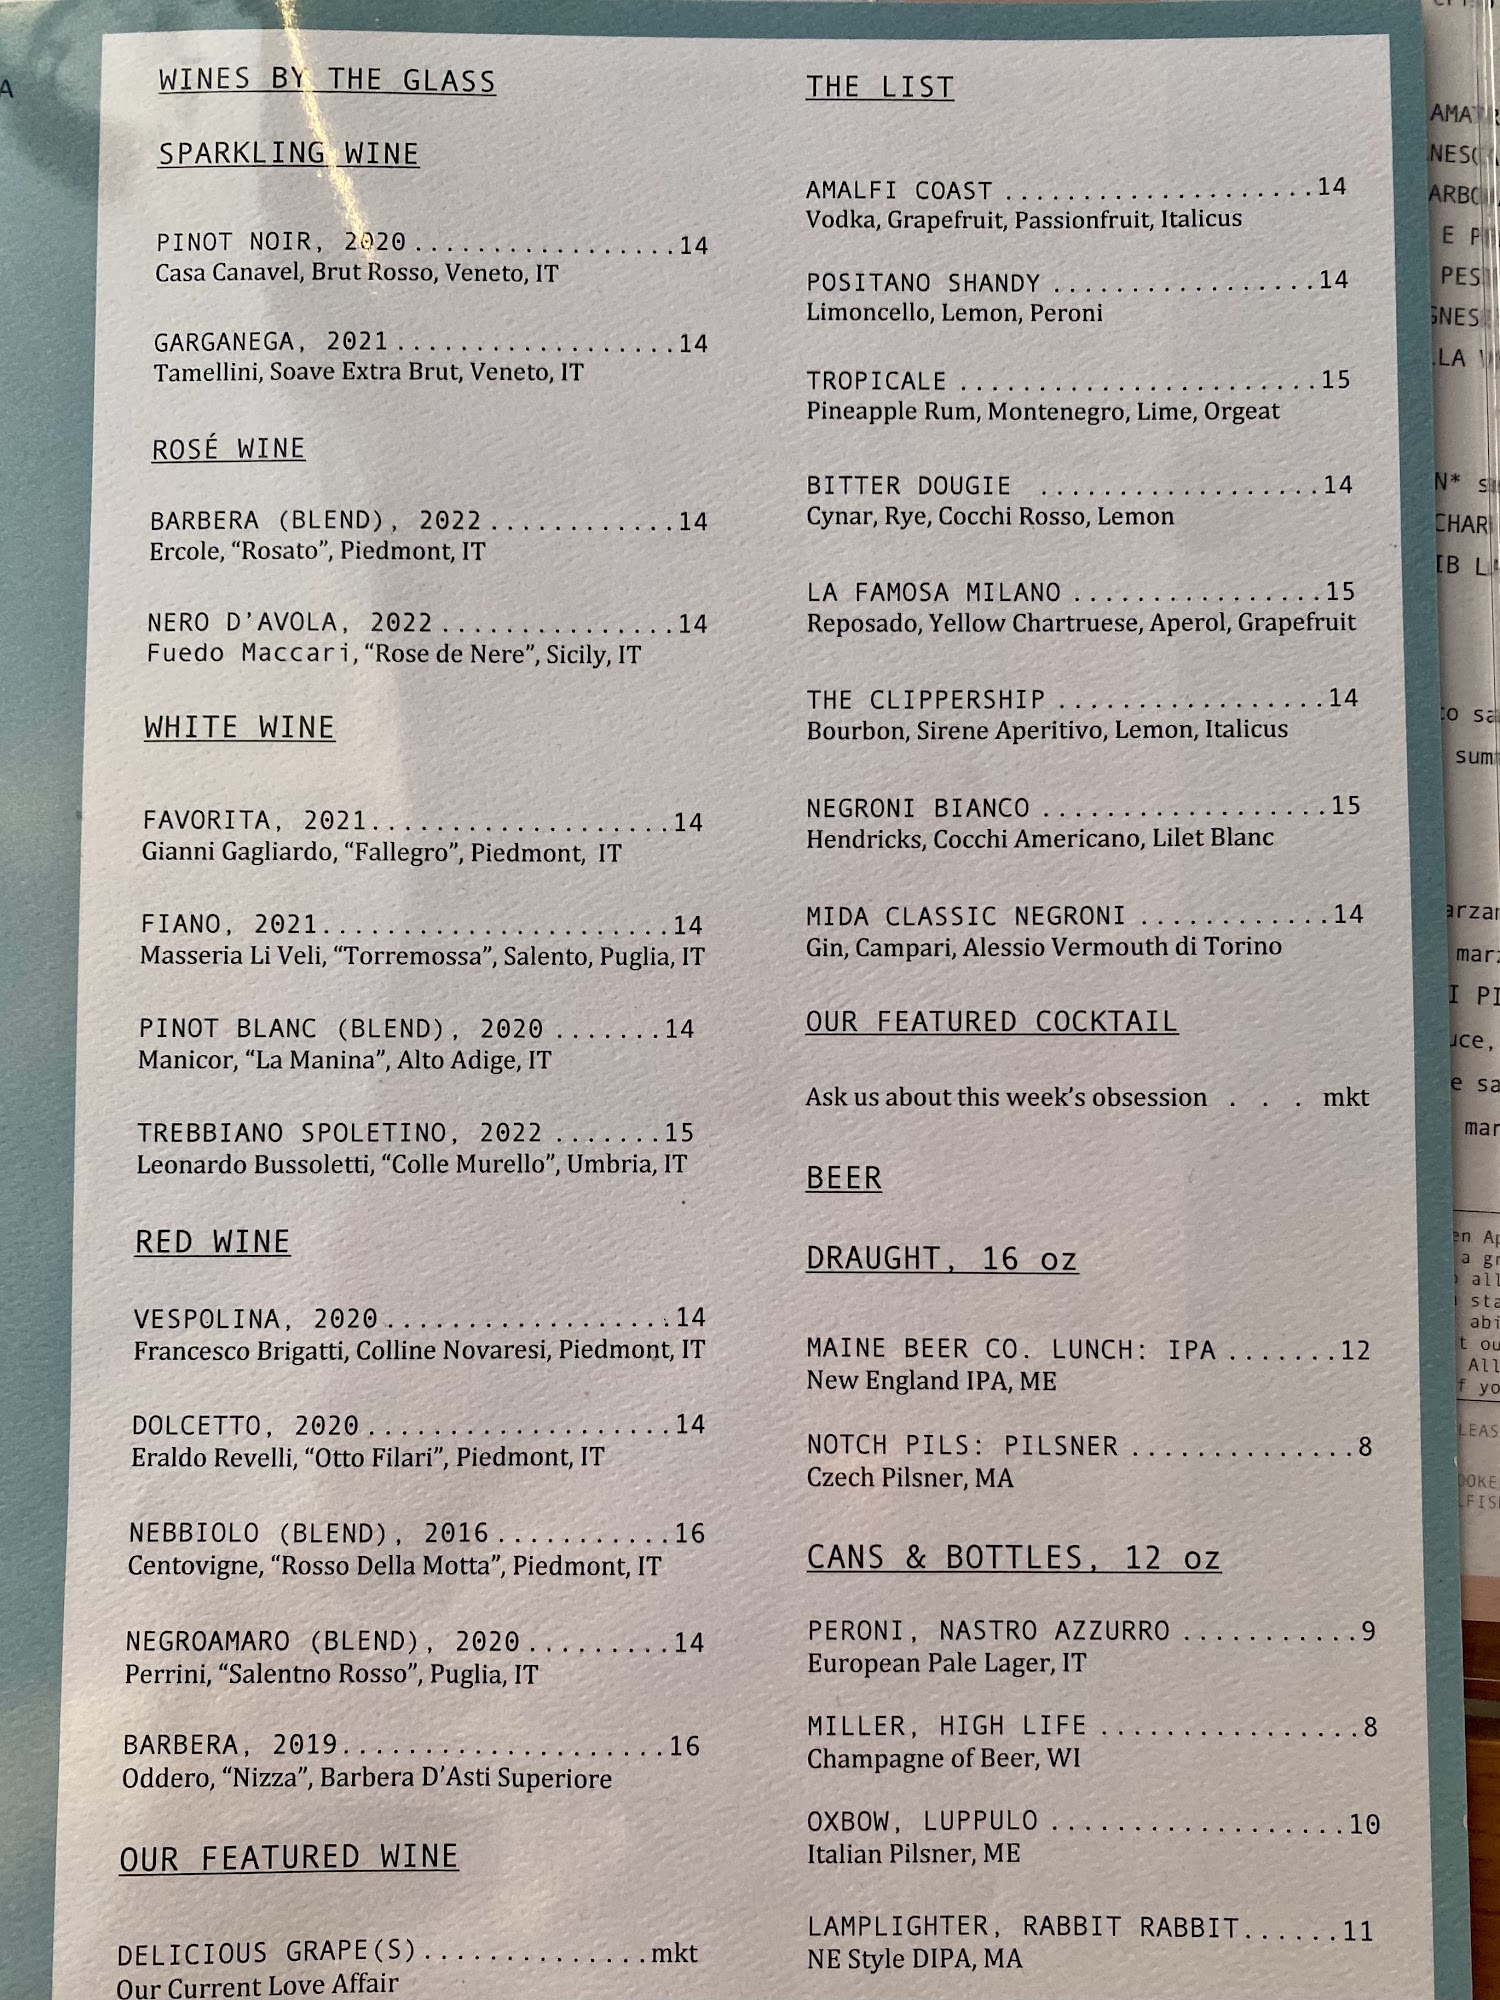 WINES BY THE GLASS
SPARKLING WINE
PINOT NOIR, 2020.................14
Casa Canavel, Brut Rosso, Veneto, IT
GARGANEGA, 2021..................14
Tamellini, Soave Extra Brut, Veneto, IT
ROSÉ WINE
BARBERA (BLEND), 2022............14
Ercole, “Rosato”, Piedmont, IT
NERO D’AVOLA, 2022...............14
Fuedo Maccari, “Rose de Nere”, Sicily, IT
WHITE WINE
FAVORITA, 2021...................14
Gianni Gagliardo, “Fallegro”, Piedmont, IT
FIANO, 2021......................14
Masseria Li Veli, “Torremossa”, Salento, Puglia, IT
PINOT BLANC (BLEND), 2020 .......14
Manicor, “La Manina”, Alto Adige, IT
TREBBIANO SPOLETINO, 2022 .......15
Leonardo Bussoletti, “Colle Murello”, Umbria, IT
RED WINE
VESPOLINA, 2020...................14
Francesco Brigatti, Colline Novaresi, Piedmont, IT
DOLCETTO, 2020....................14
Eraldo Revelli, “Otto Filari”, Piedmont, IT
NEBBIOLO (BLEND), 2016...........16
Centovigne, “Rosso Della Motta”, Piedmont, IT
NEGROAMARO (BLEND), 2020.........14
Perrini, “Salentno Rosso”, Puglia, IT
BARBERA, 2019....................16
Oddero, “Nizza”, Barbera D’Asti Superiore
OUR FEATURED WINE
DELICIOUS GRAPE(S)..............mkt
Our Current Love Affair
THE LIST
AMALFI COAST ....................14
Vodka, Grapefruit, Passionfruit, Italicus
POSITANO SHANDY .................14
Limoncello, Lemon, Peroni
TROPICALE .......................15
Pineapple Rum, Montenegro, Lime, Orgeat
BITTER DOUGIE ..................14
Cynar, Rye, Cocchi Rosso, Lemon
LA FAMOSA MILANO ................15
Reposado, Yellow Chartruese, Aperol, Grapefruit
THE CLIPPERSHIP .................14
Bourbon, Sirene Aperitivo, Lemon, Italicus
NEGRONI BIANCO ..................15
Hendricks, Cocchi Americano, Lilet Blanc
MIDA CLASSIC NEGRONI ............14
Gin, Campari, Alessio Vermouth di Torino
OUR FEATURED COCKTAIL
Ask us about this week’s obsession . . . mkt
BEER
DRAUGHT, 16 oz
MAINE BEER CO. LUNCH: IPA .......12
New England IPA, ME
NOTCH PILS: PILSNER ..............8
Czech Pilsner, MA
CANS & BOTTLES, 12 oz
PERONI, NASTRO AZZURRO ...........9
European Pale Lager, IT
MILLER, HIGH LIFE ................8
Champagne of Beer, WI
OXBOW, LUPPULO ..................10
Italian Pilsner, ME
LAMPLIGHTER, RABBIT RABBIT......11
NE Style DIPA, MA